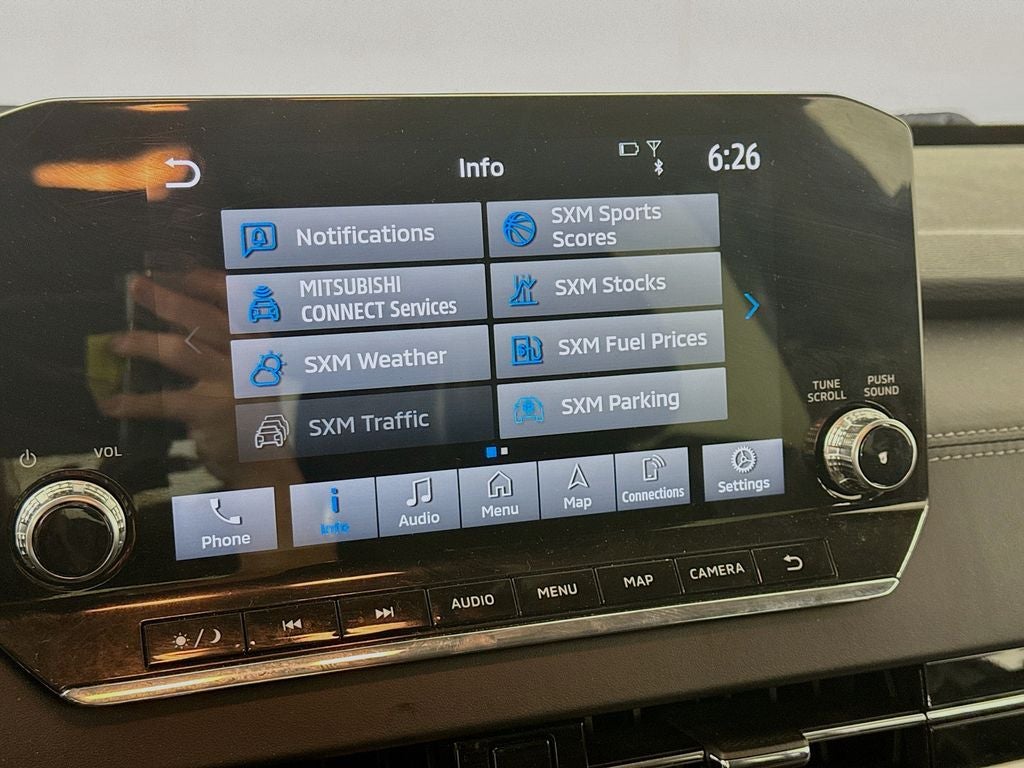 Info
6:26
Notifications
SXM Sports
Scores
MITSUBISHI
CONNECT Services
SXM Stocks
SXM Weather
SXM Fuel Prices
SXM Traffic
SXM Parking
TUNE
SCROLL
PUSH
SOUND
VOL
Phone
Info
Audio
Menu
Map
Connections
Settings
AUDIO
MENU
MAP
CAMERA